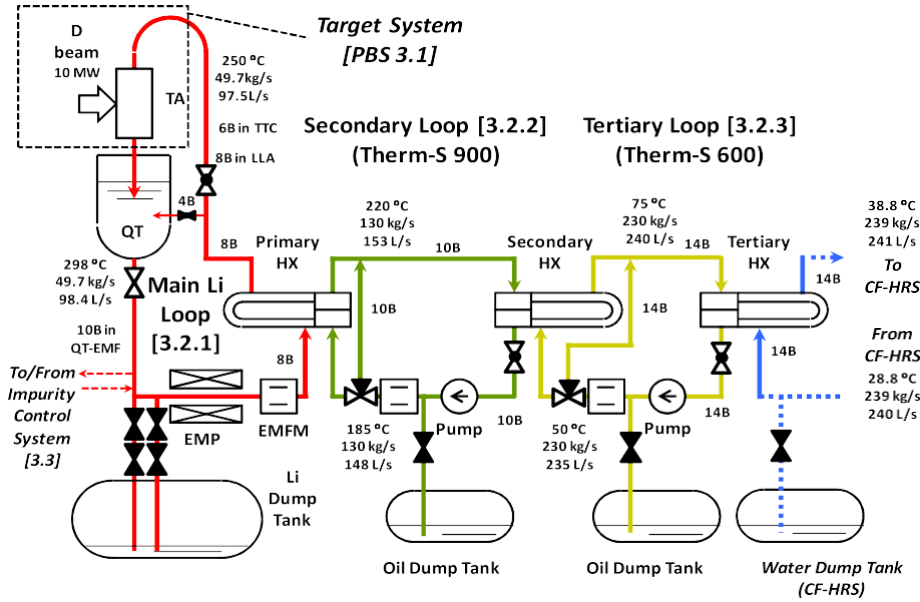 D
beam
10 MW
TA
Target System
[PBS 3.1]
250 ºC
49.7kg/s
97.5L/s
6B in TTC
8B in LLA
4B
QT
8B
298 ºC
49.7 kg/s
98.4 L/s
10B in
QT-EMF
Main Li
Loop
[3.2.1]
To/From
Impurity
Control
System
[3.3]
EMP
EMFM
8B
Li
Dump
Tank
Secondary Loop [3.2.2]
(Therm-S 900)
Primary
HX
220 ºC
130 kg/s
153 L/s
10B
10B
185 ºC
130 kg/s
148 L/s
Pump
10B
Oil Dump Tank
Tertiary Loop [3.2.3]
(Therm-S 600)
Secondary
HX
75 ºC
230 kg/s
240 L/s
14B
14B
50 ºC
230 kg/s
235 L/s
Pump
14B
Oil Dump Tank
Tertiary
HX
38.8 ºC
239 kg/s
241 L/s
14B
To
CF-HRS
14B
From
CF-HRS
28.8 ºC
239 kg/s
240 L/s
Water Dump Tank
(CF-HRS)